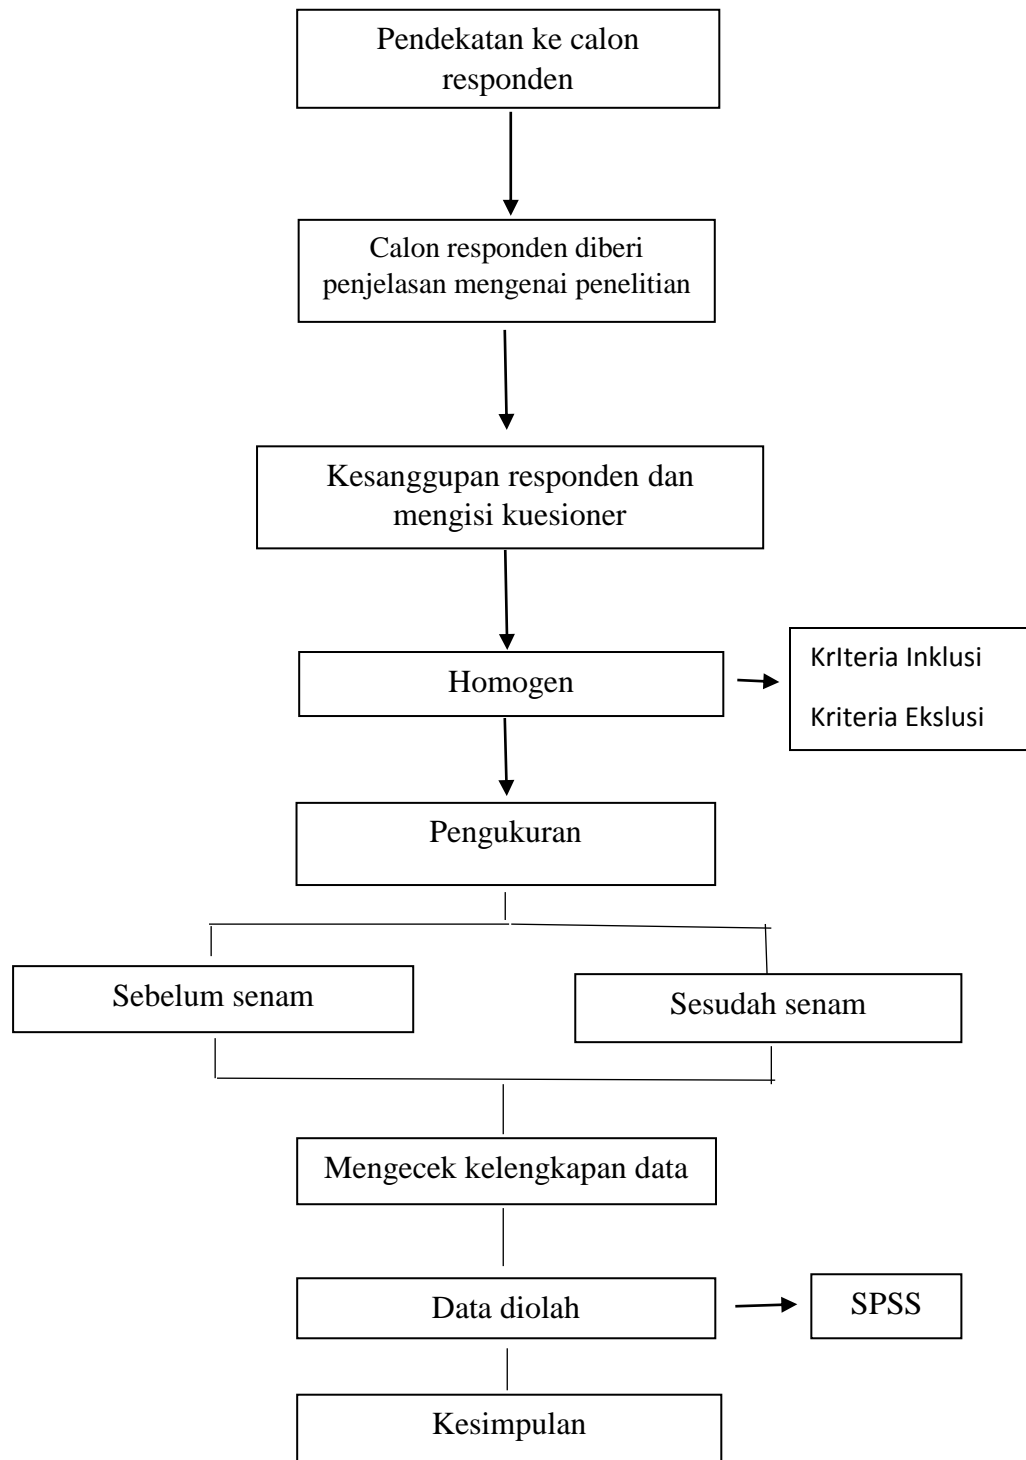 Pendekatan ke calon
responden
Calon responden diberi
penjelasan mengenai penelitian
Kesanggupan responden dan
mengisi kuesioner
Homogen
KrIteria Inklusi
Kriteria Ekslusi
Pengukuran
Sebelum senam
Sesudah senam
Mengecek kelengkapan data
Data diolah
SPSS
Kesimpulan